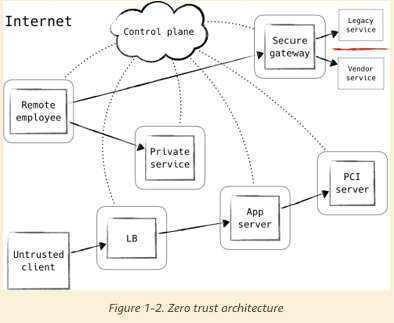 Internet
Control plane
Legacy
service
Secure
gateway
Vendor
service
Remote
employee
Private
service
PCI
server
App
server
LB
Untrusted
client
Figure 1-2. Zero trust architecture